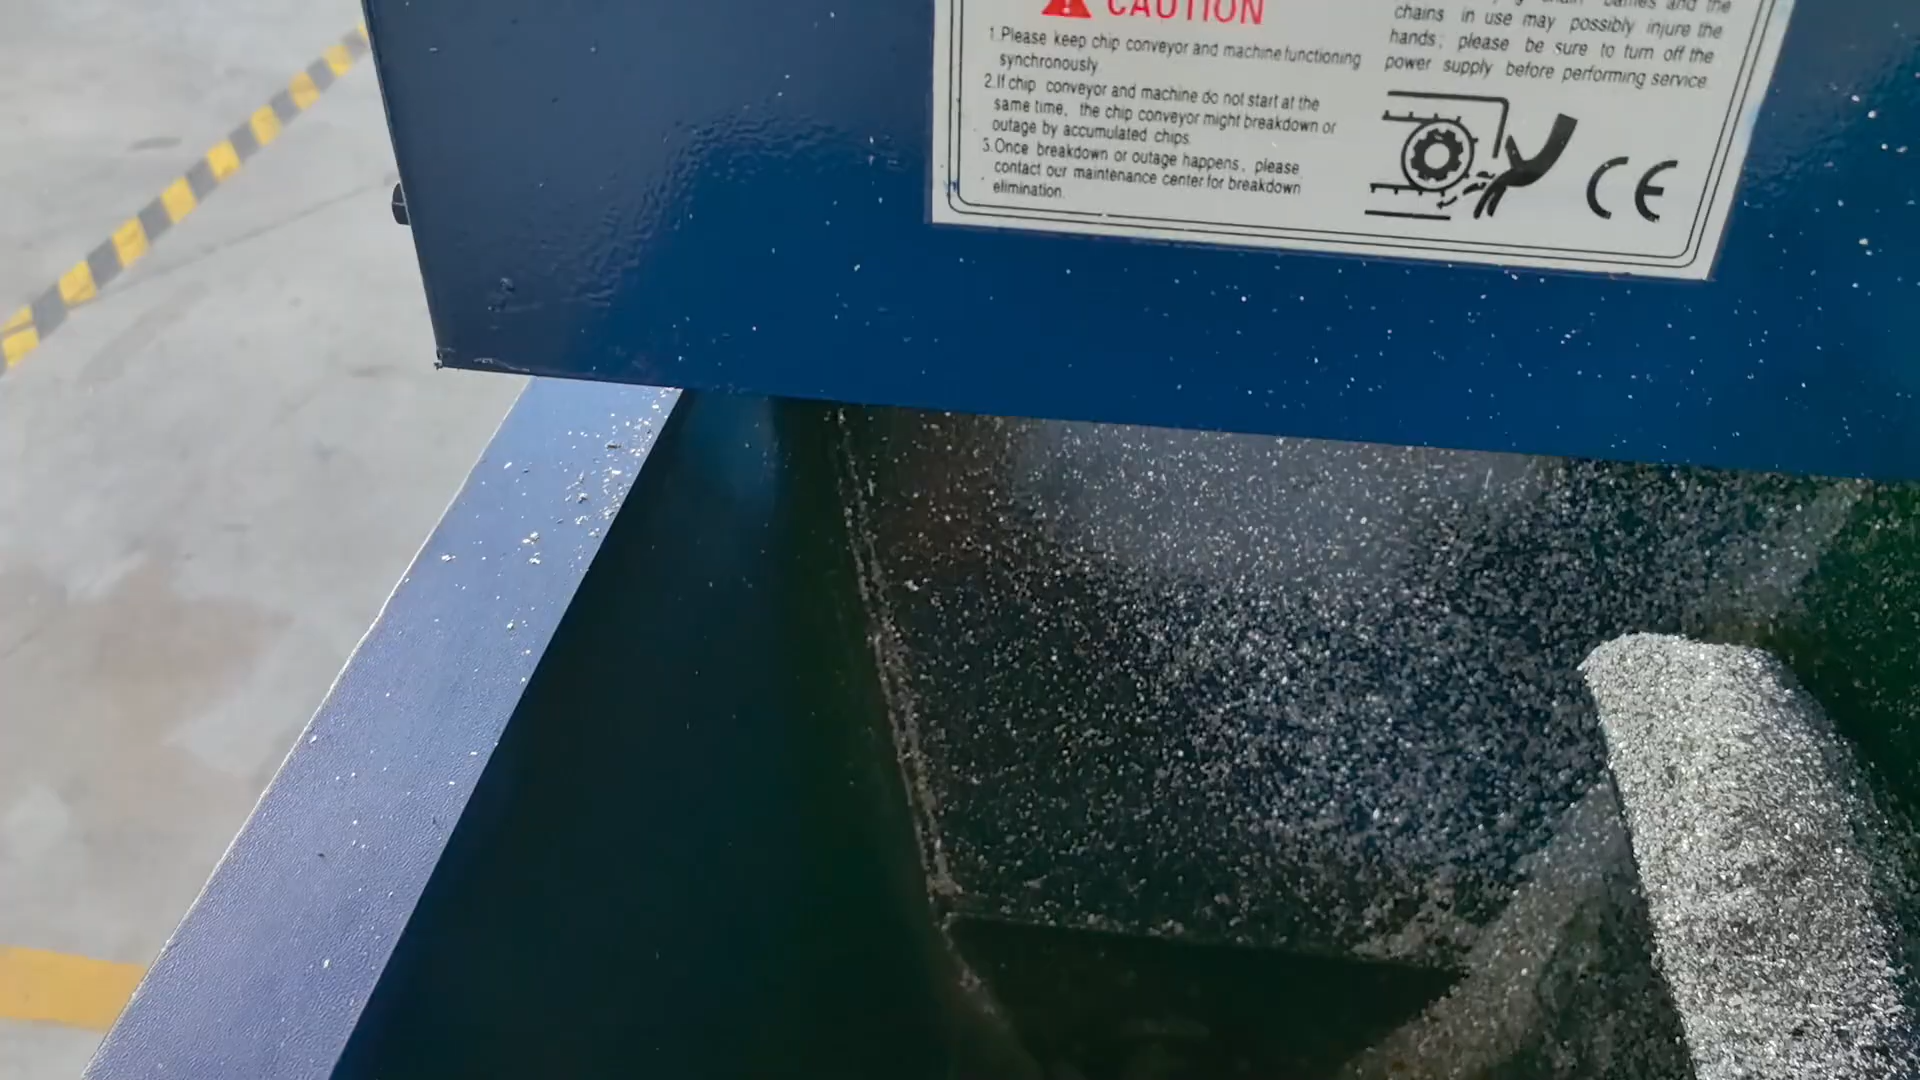 CAUTION
1.Please keep chip conveyor and machine functioning
synchronously
2.If chip conveyor and machine do not start at the
same time, the chip conveyor might breakdown or
outage by accumulated chips.
3.Once breakdown or outage happens, please
contact our maintenance center for breakdown
elimination.
and the
chains in use may possibly injure the
hands; please be sure to turn off the
power supply before performing service
CE